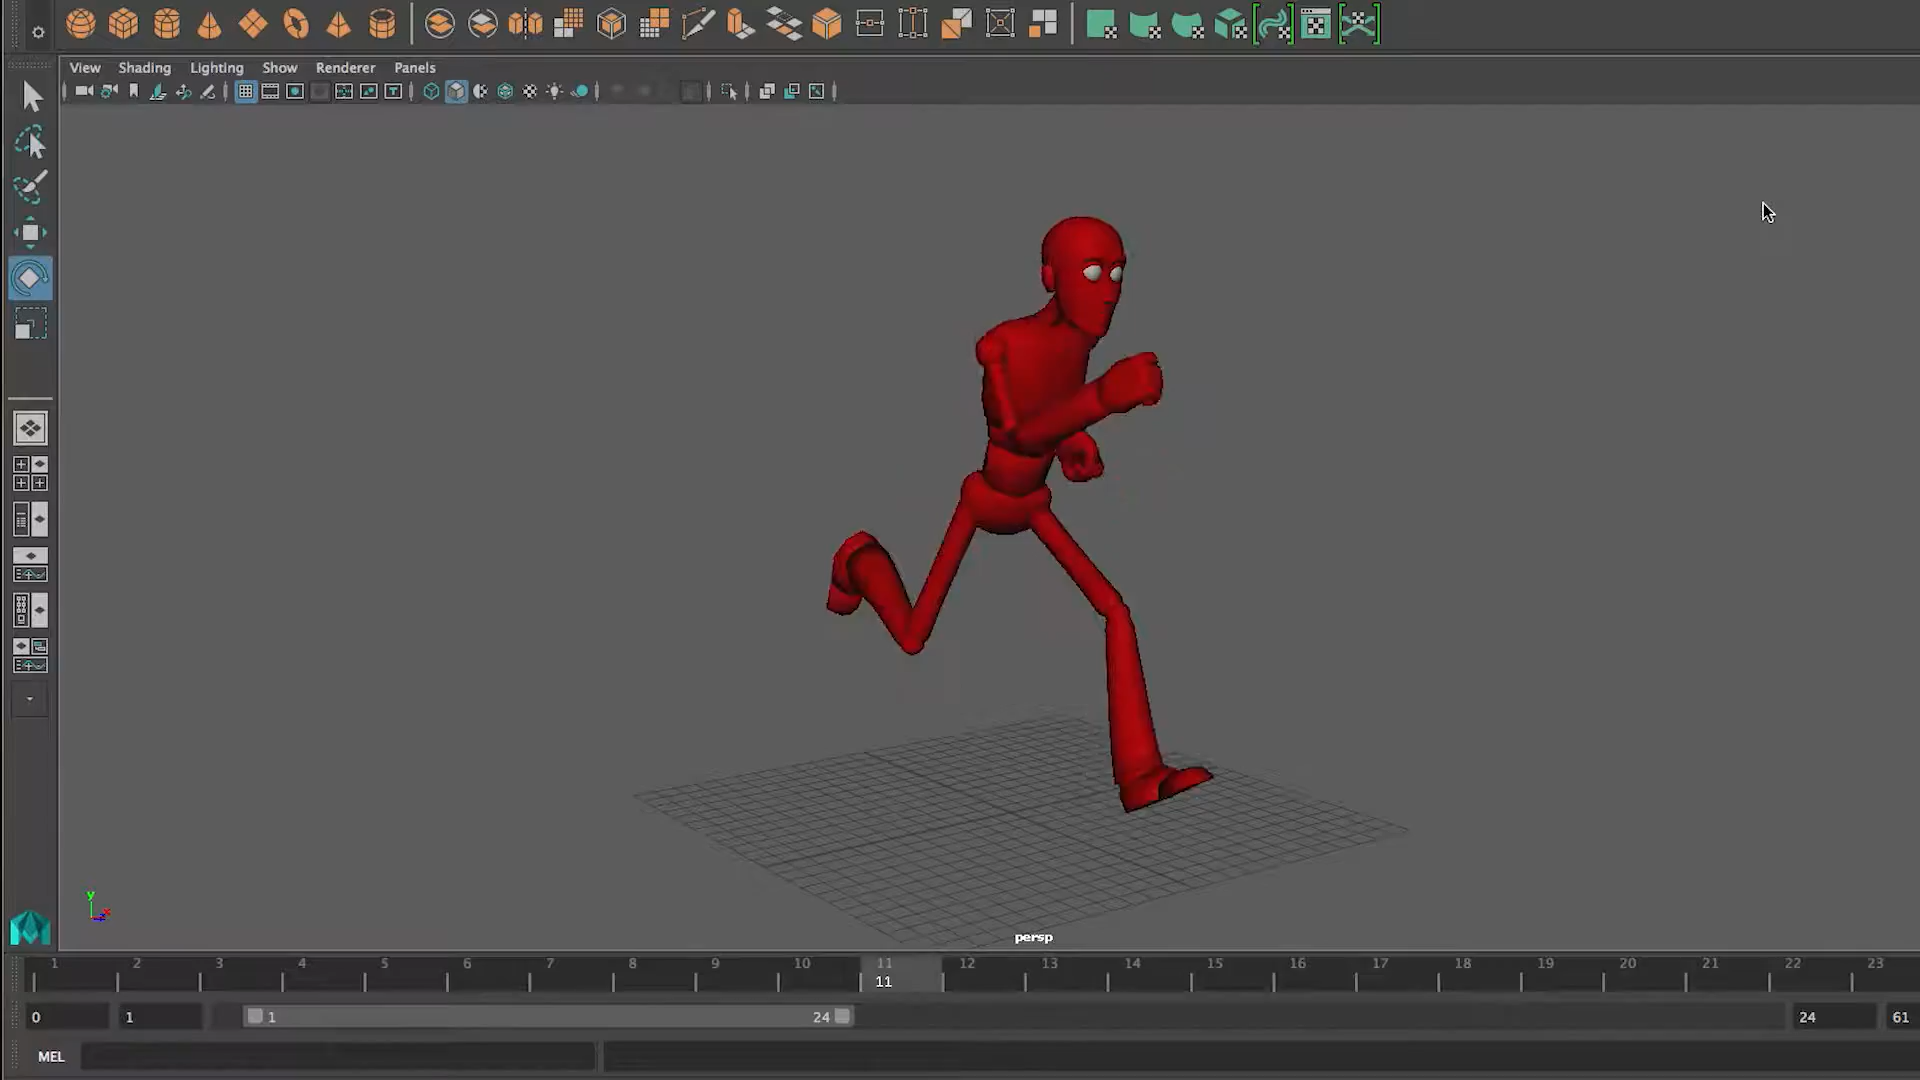 View Shading Lighting Show Renderer Panels
persp
1 2 3 4 5 6 7 8 9 10 11 12 13 14 15 16 17 18 19 20 21 22 23
11
0 1 1 24 24 61
MEL
y